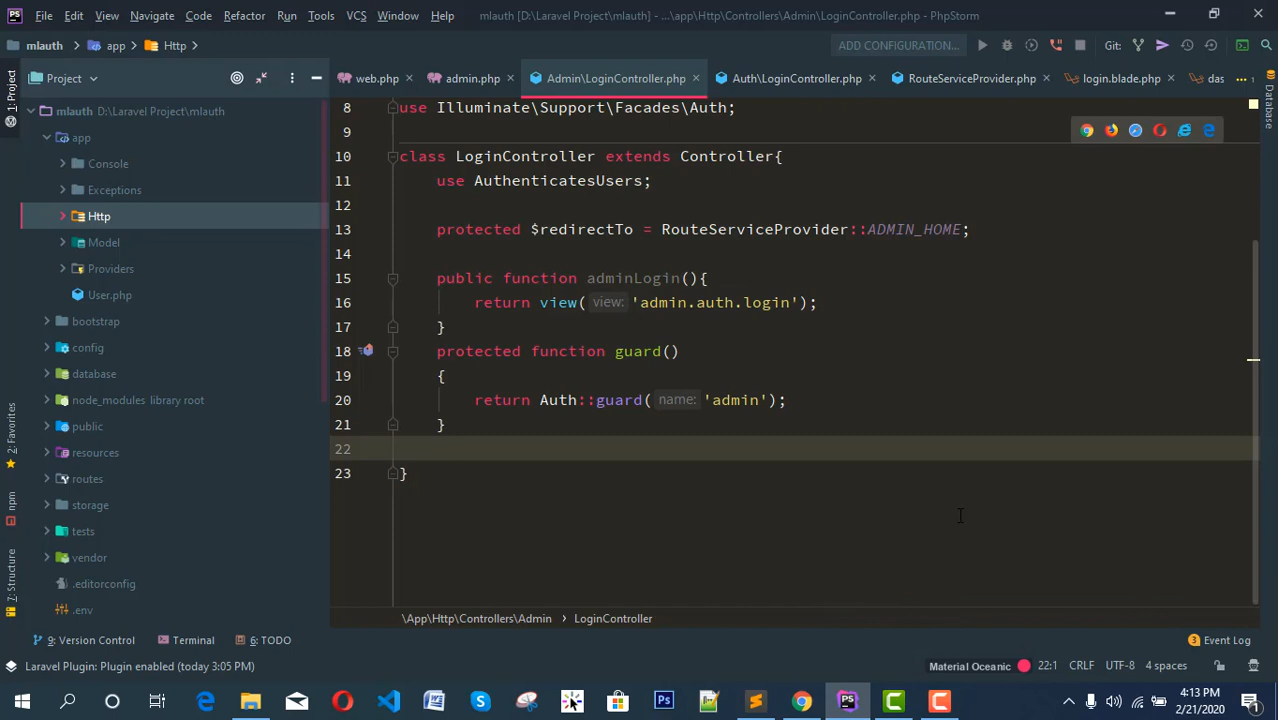 File Edit View Navigate Code Refactor Run Tools VCS Window Help mlauth [D:\Laravel Project\mlauth] - ...\app\Http\Controllers\Admin\LoginController.php - PhpStorm
mlauth app Http ADD CONFIGURATION... Git:
1: Project
2: Favorites
npm
7: Structure
Project
mlauth D:\Laravel Project\mlauth
app
Console
Exceptions
Http
Model
Providers
User.php
bootstrap
config
database
node_modules library root
public
resources
routes
storage
tests
vendor
.editorconfig
.env
web.php admin.php Admin\LoginController.php Auth\LoginController.php RouteServiceProvider.php login.blade.php das
Database
8 use Illuminate\Support\Facades\Auth;
9
10 class LoginController extends Controller{
11 use AuthenticatesUsers;
12
13 protected $redirectTo = RouteServiceProvider::ADMIN_HOME;
14
15 public function adminLogin(){
16 return view( view: 'admin.auth.login');
17 }
18 protected function guard()
19 {
20 return Auth::guard( name: 'admin');
21 }
22
23 }
\App\Http\Controllers\Admin LoginController
9: Version Control Terminal 6: TODO 3 Event Log
Laravel Plugin: Plugin enabled (today 3:05 PM) Material Oceanic 22:1 CRLF UTF-8 4 spaces
4:13 PM
2/21/2020